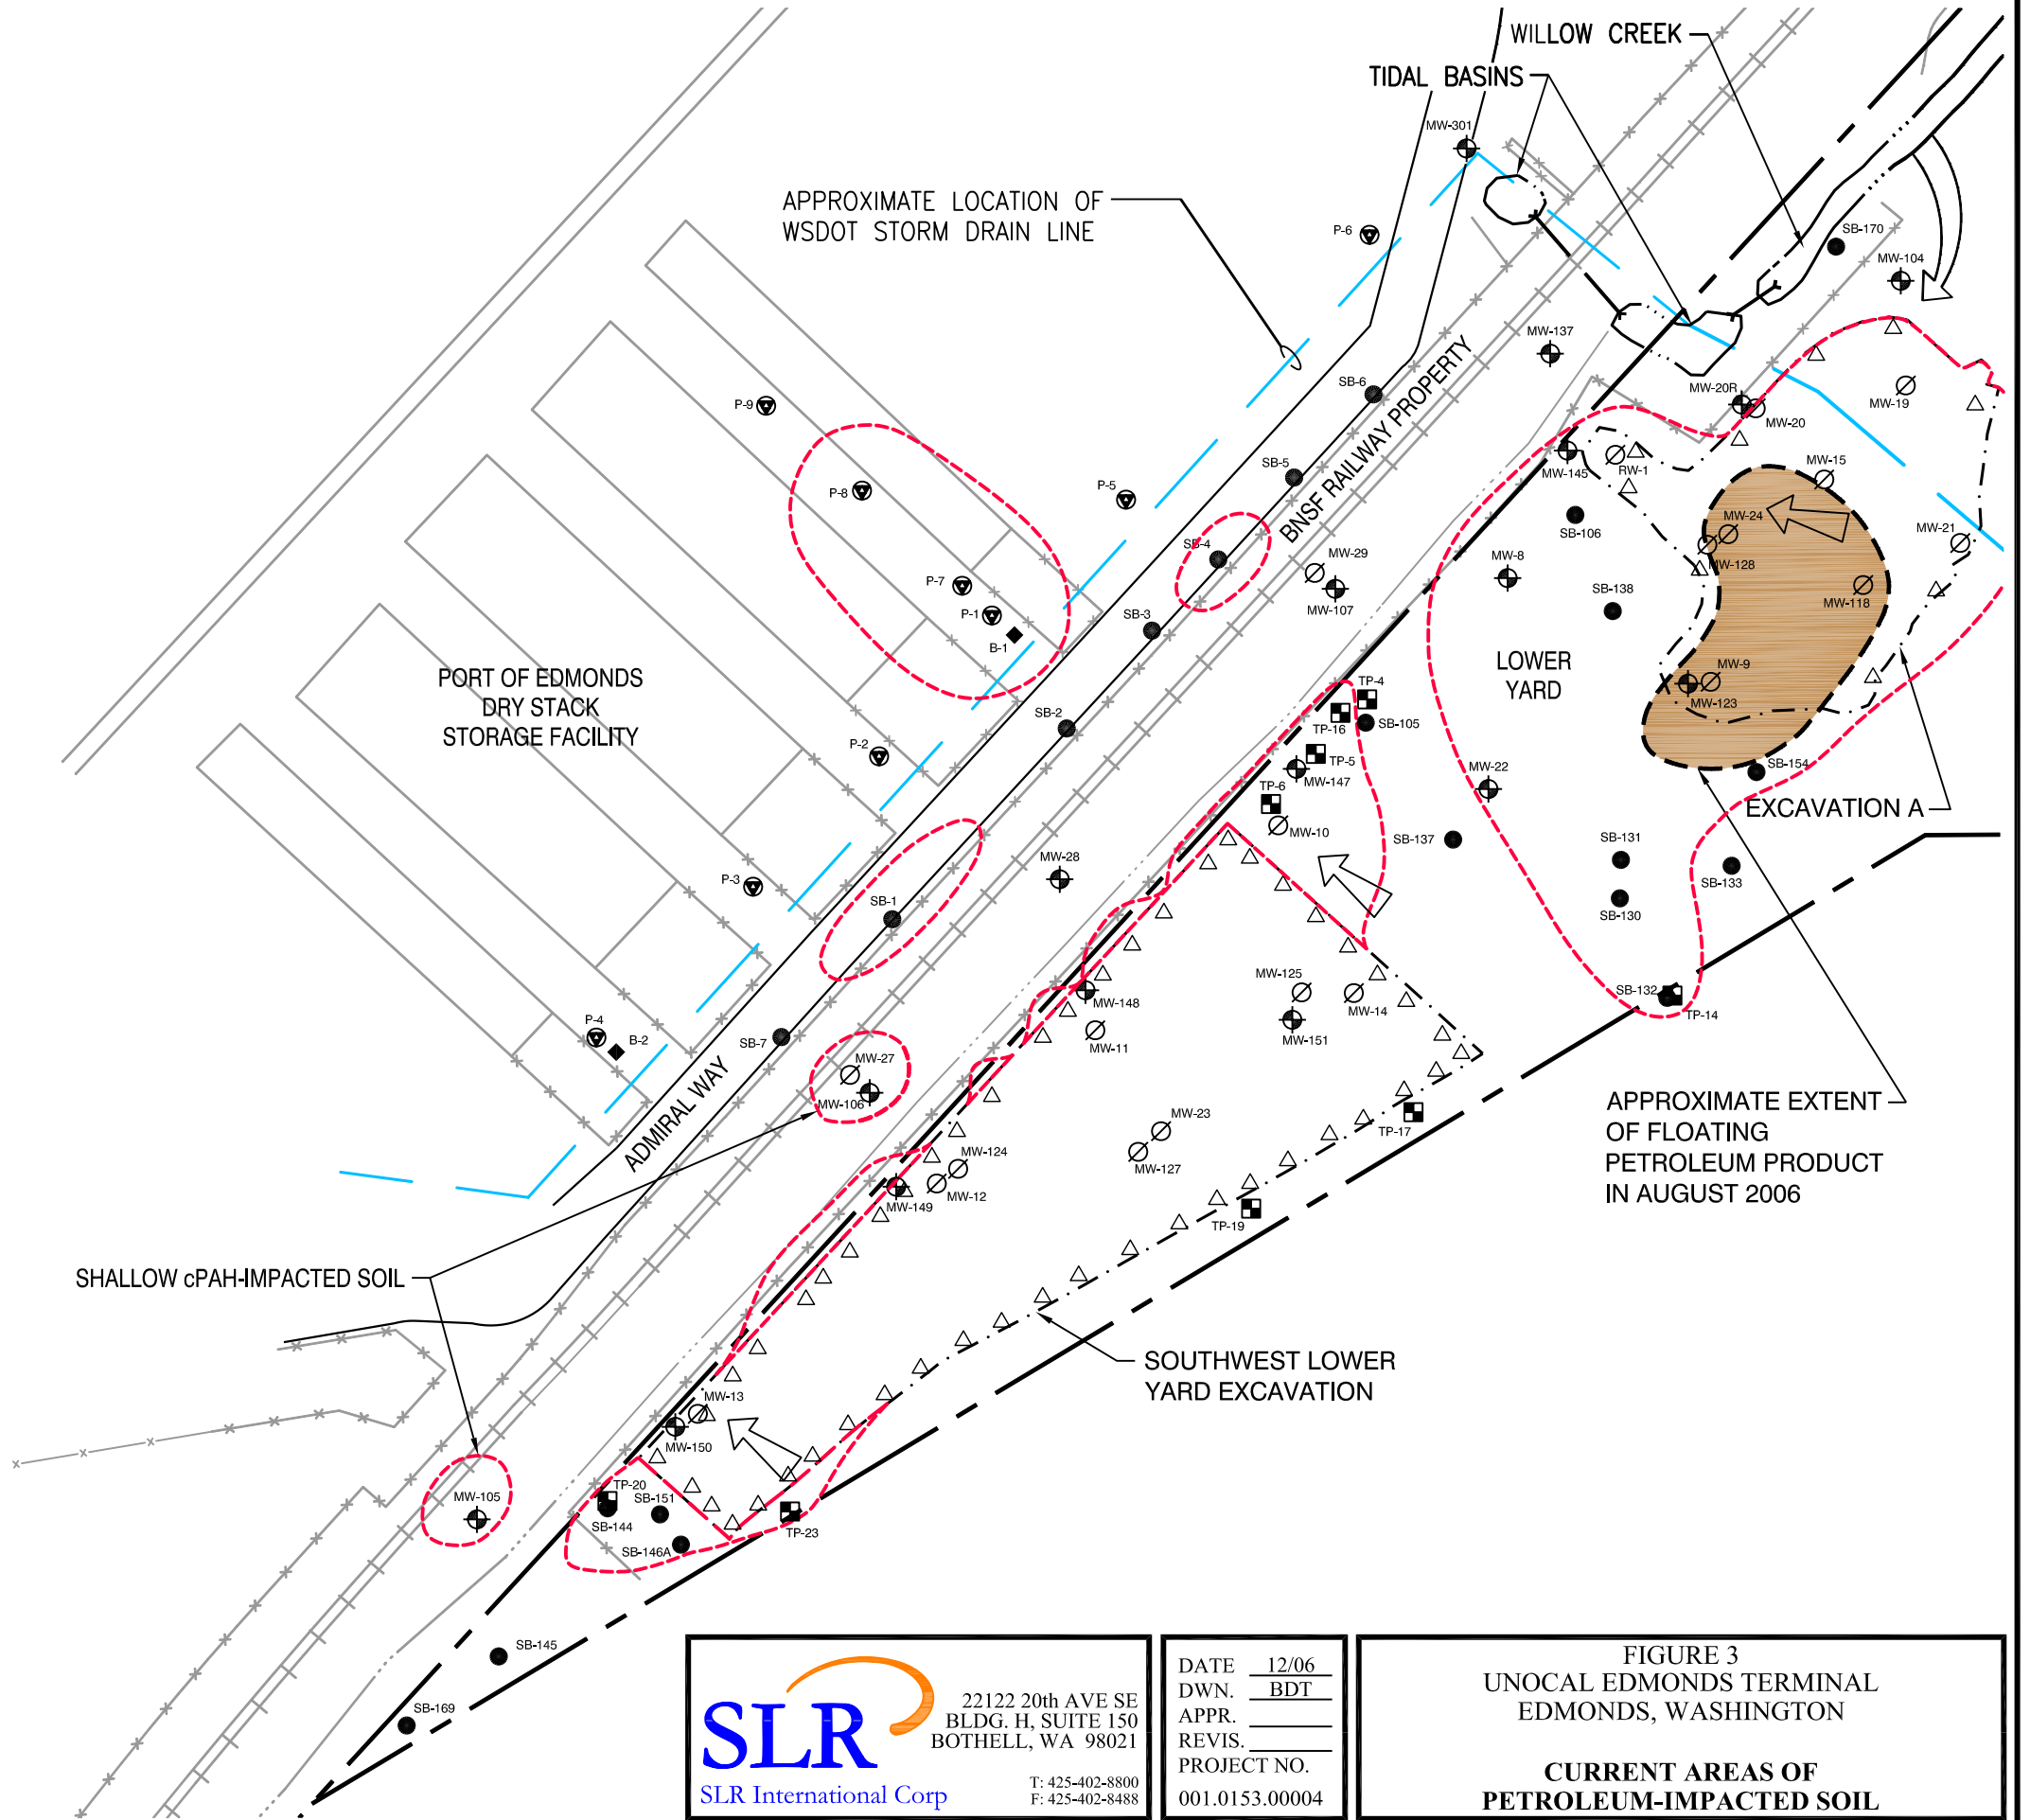 WILLOW CREEK
TIDAL BASINS
MW-301
APPROXIMATE LOCATION OF
WSDOT STORM DRAIN LINE
P-6
SB-170
MW-104
MW-137
SB-6
BNSF RAILWAY PROPERTY
MW-20R
MW-20
MW-19
P-9
MW-145
RW-1
MW-15
SB-5
P-8
P-5
SB-106
MW-24
MW-21
SB-4
MW-29
MW-8
MW-128
P-7
SB-138
MW-118
P-1
SB-3
MW-107
B-1
LOWER
YARD
MW-9
MW-123
PORT OF EDMONDS
DRY STACK
STORAGE FACILITY
TP-4
SB-2
TP-16
SB-105
P-2
TP-5
MW-147
MW-22
SB-154
TP-6
EXCAVATION A
MW-10
SB-137
SB-131
MW-28
P-3
SB-133
SB-1
SB-130
MW-125
MW-148
MW-14
SB-132
TP-14
P-4
B-2
SB-7
MW-11
MW-151
MW-27
MW-106
ADMIRAL WAY
MW-23
TP-17
APPROXIMATE EXTENT
OF FLOATING
PETROLEUM PRODUCT
IN AUGUST 2006
MW-124
MW-127
MW-12
MW-149
TP-19
SHALLOW cPAH-IMPACTED SOIL
SOUTHWEST LOWER
YARD EXCAVATION
MW-13
MW-150
MW-105
TP-20
SB-151
SB-144
TP-23
SB-146A
SB-145
SB-169
SLR
SLR International Corp
22122 20th AVE SE
BLDG. H, SUITE 150
BOTHELL, WA 98021
T: 425-402-8800
F: 425-402-8488
DATE 12/06
DWN. BDT
APPR.
REVIS.
PROJECT NO.
001.0153.00004
FIGURE 3
UNOCAL EDMONDS TERMINAL
EDMONDS, WASHINGTON
CURRENT AREAS OF
PETROLEUM-IMPACTED SOIL